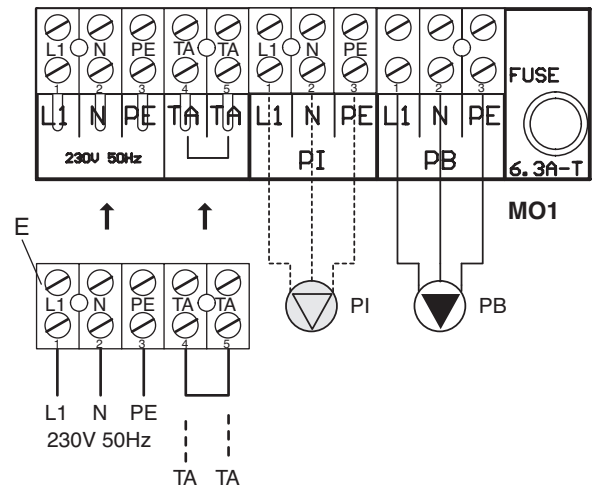 L1 N PE TA TA L1 N PE
1 2 3 4 5 1 2 3 1 2 3
FUSE
L1 N PE TA TA L1 N PE L1 N PE
230V 50Hz PI PB
6.3A-T
MO1
E
L1 N PE TA TA
1 2 3 4 5
PI PB
L1 N PE
230V 50Hz
TA TA